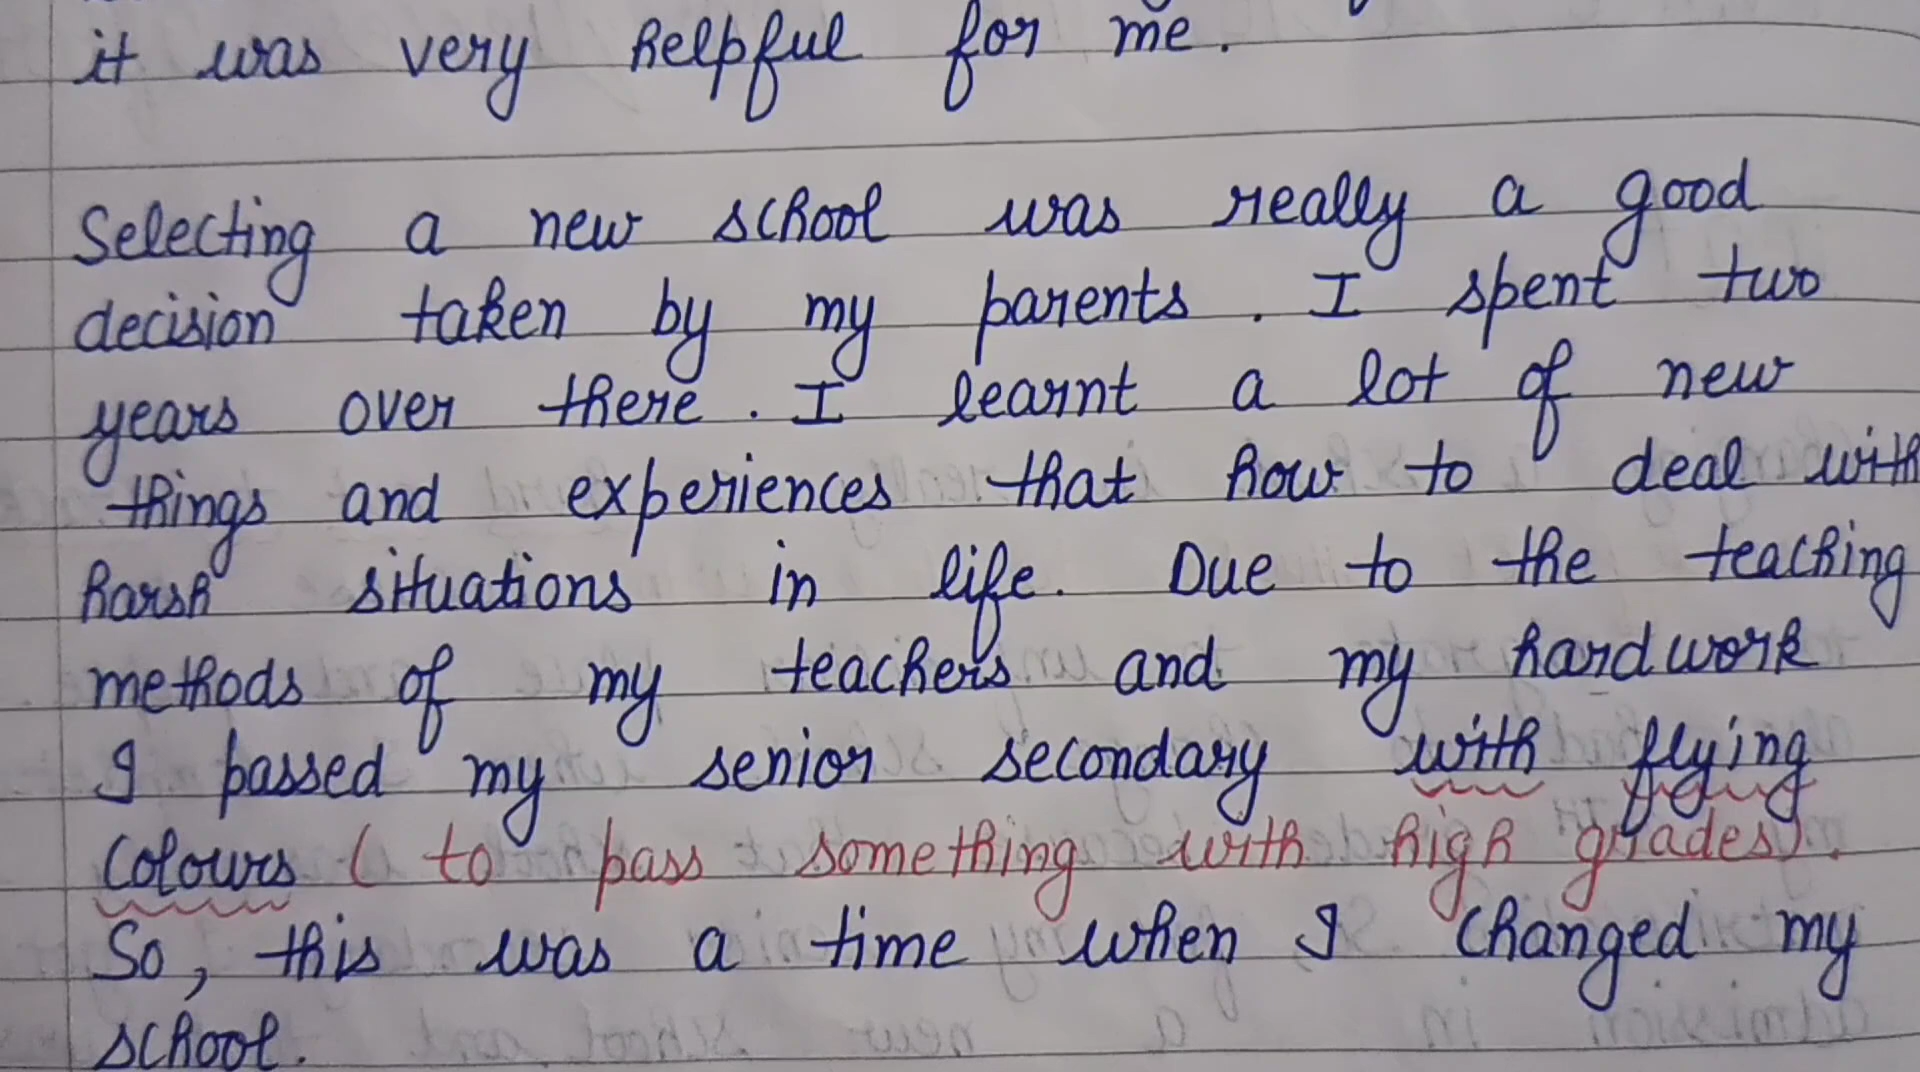 it was very helpful for me.
Selecting a new school was really a good
decision taken by my parents. I spent two
years over there. I learnt a lot of new
things and experiences that how to deal with
harsh situations in life. Due to the teaching
methods of my teachers and my hardwork
I passed my senior secondary with flying
colours (to pass something with high grades).
So, this was a time when I changed my
school.